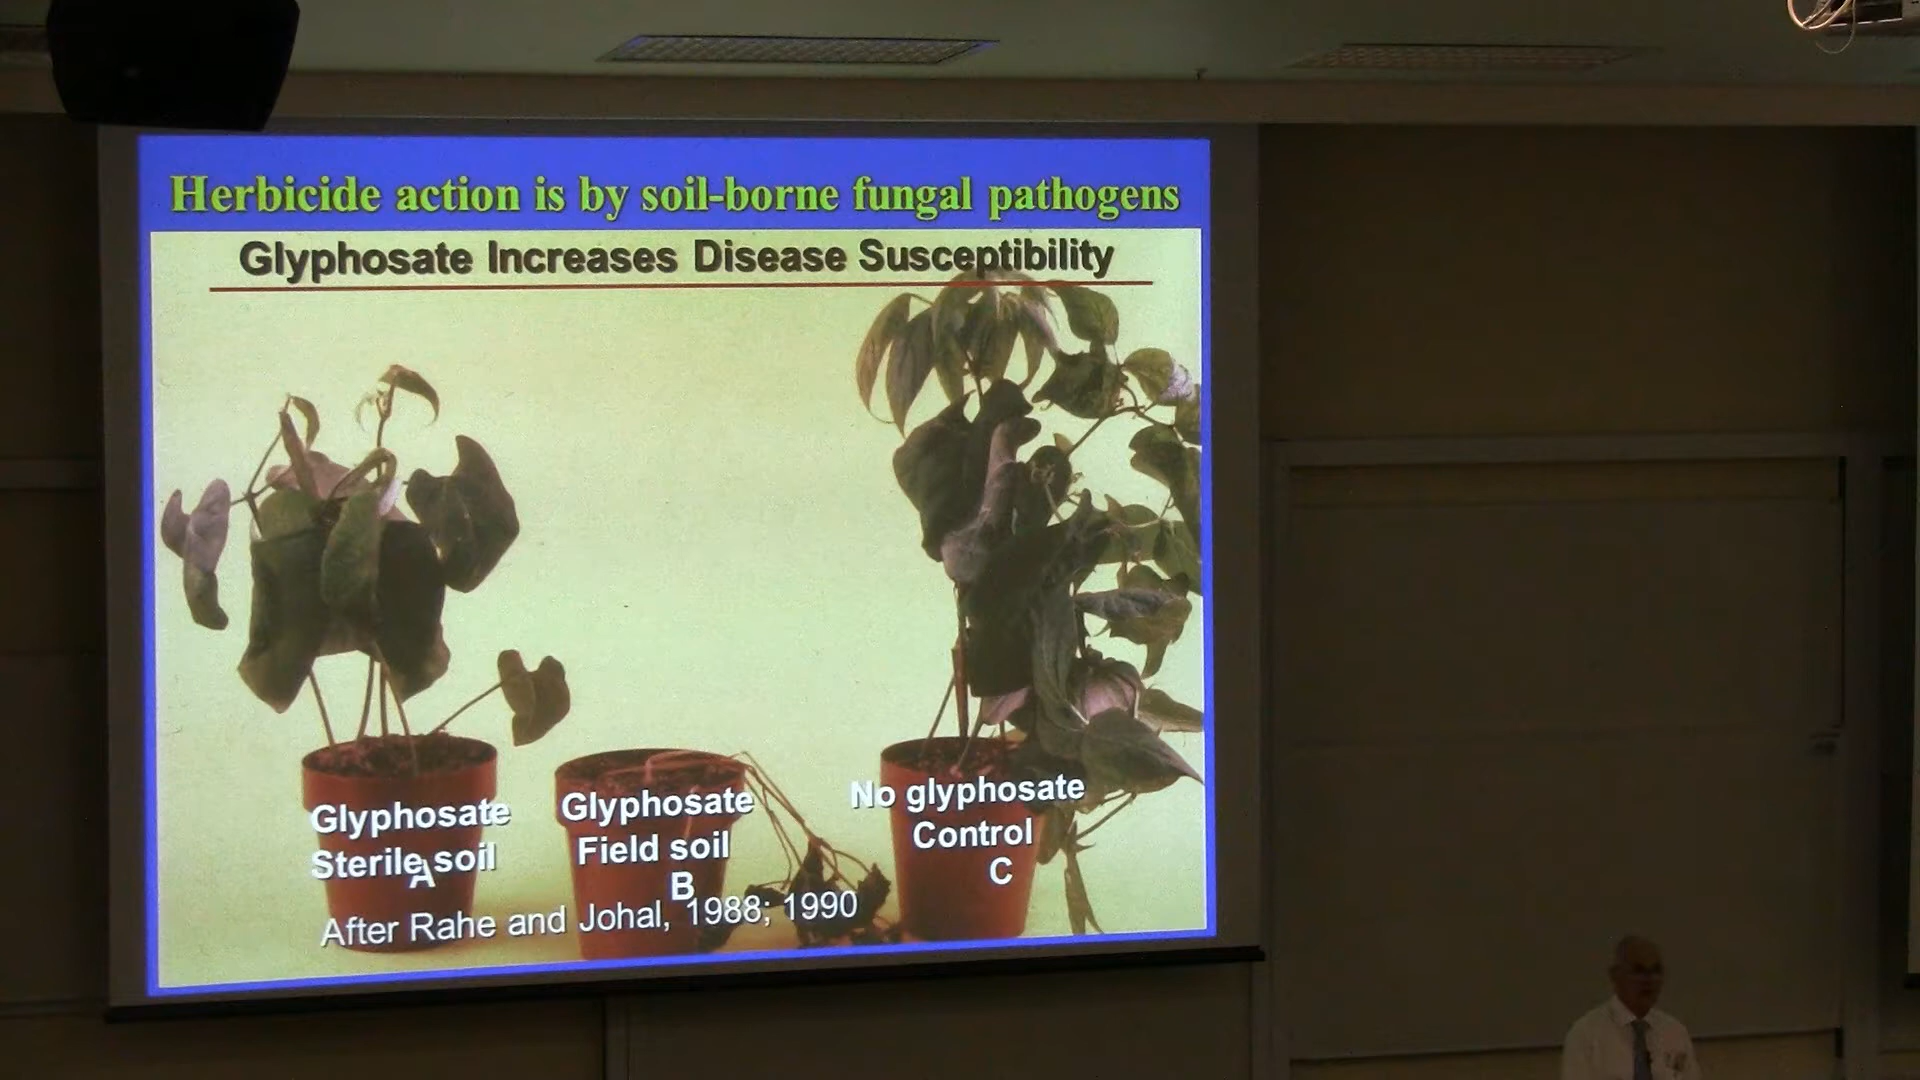 Herbicide action is by soil-borne fungal pathogens
Glyphosate Increases Disease Susceptibility
Glyphosate
Sterile soil
A
Glyphosate
Field soil
B
No glyphosate
Control
C
After Rahe and Johal, 1988; 1990